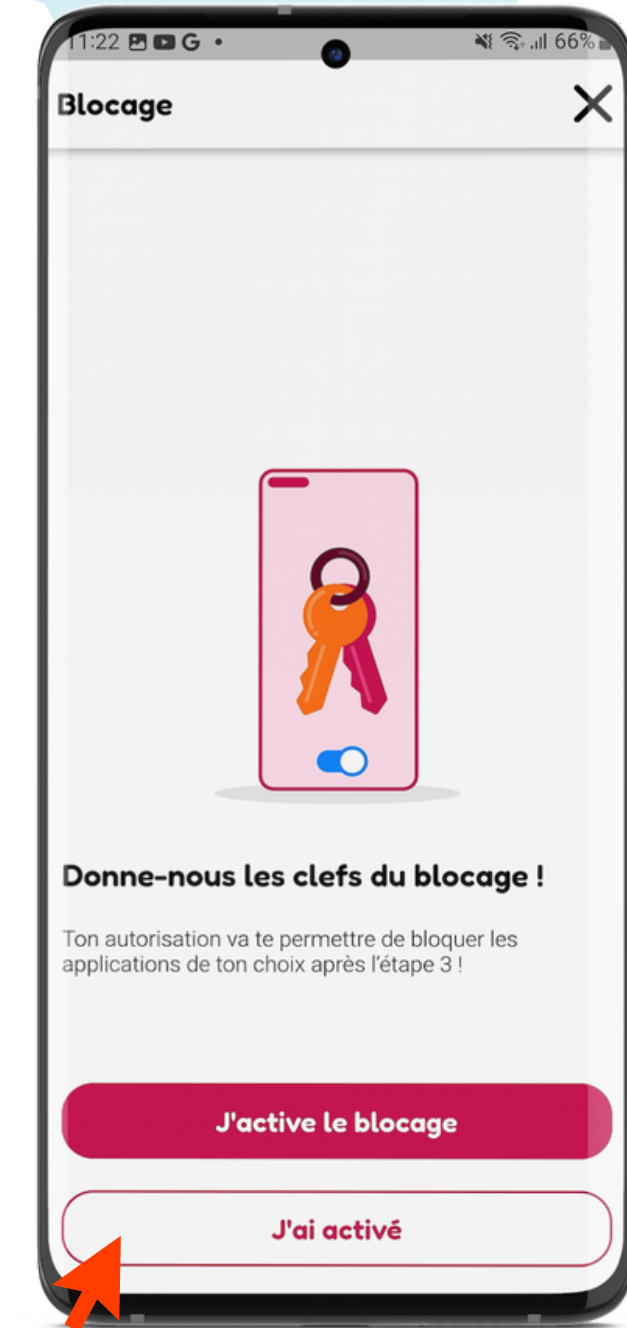 11:22 G • 66%
Blocage
Donne-nous les clefs du blocage !
Ton autorisation va te permettre de bloquer les
applications de ton choix après l'étape 3 !
J'active le blocage
J'ai activé